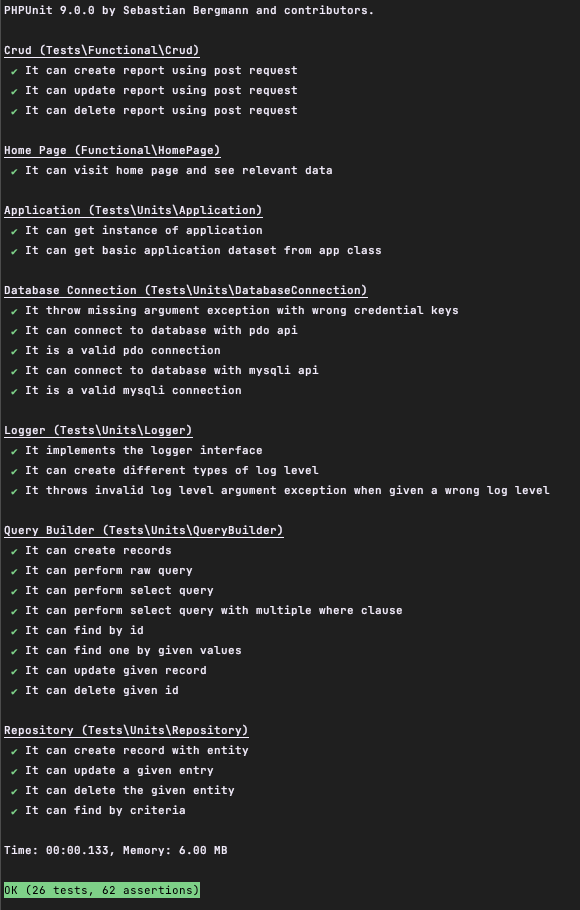 PHPUnit 9.0.0 by Sebastian Bergmann and contributors.
Crud (Tests\Functional\Crud)
✔ It can create report using post request
✔ It can update report using post request
✔ It can delete report using post request
Home Page (Functional\HomePage)
✔ It can visit home page and see relevant data
Application (Tests\Units\Application)
✔ It can get instance of application
✔ It can get basic application dataset from app class
Database Connection (Tests\Units\DatabaseConnection)
✔ It throw missing argument exception with wrong credential keys
✔ It can connect to database with pdo api
✔ It is a valid pdo connection
✔ It can connect to database with mysqli api
✔ It is a valid mysqli connection
Logger (Tests\Units\Logger)
✔ It implements the logger interface
✔ It can create different types of log level
✔ It throws invalid log level argument exception when given a wrong log level
Query Builder (Tests\Units\QueryBuilder)
✔ It can create records
✔ It can perform raw query
✔ It can perform select query
✔ It can perform select query with multiple where clause
✔ It can find by id
✔ It can find one by given values
✔ It can update given record
✔ It can delete given id
Repository (Tests\Units\Repository)
✔ It can create record with entity
✔ It can update a given entry
✔ It can delete the given entity
✔ It can find by criteria
Time: 00:00.133, Memory: 6.00 MB
OK (26 tests, 62 assertions)